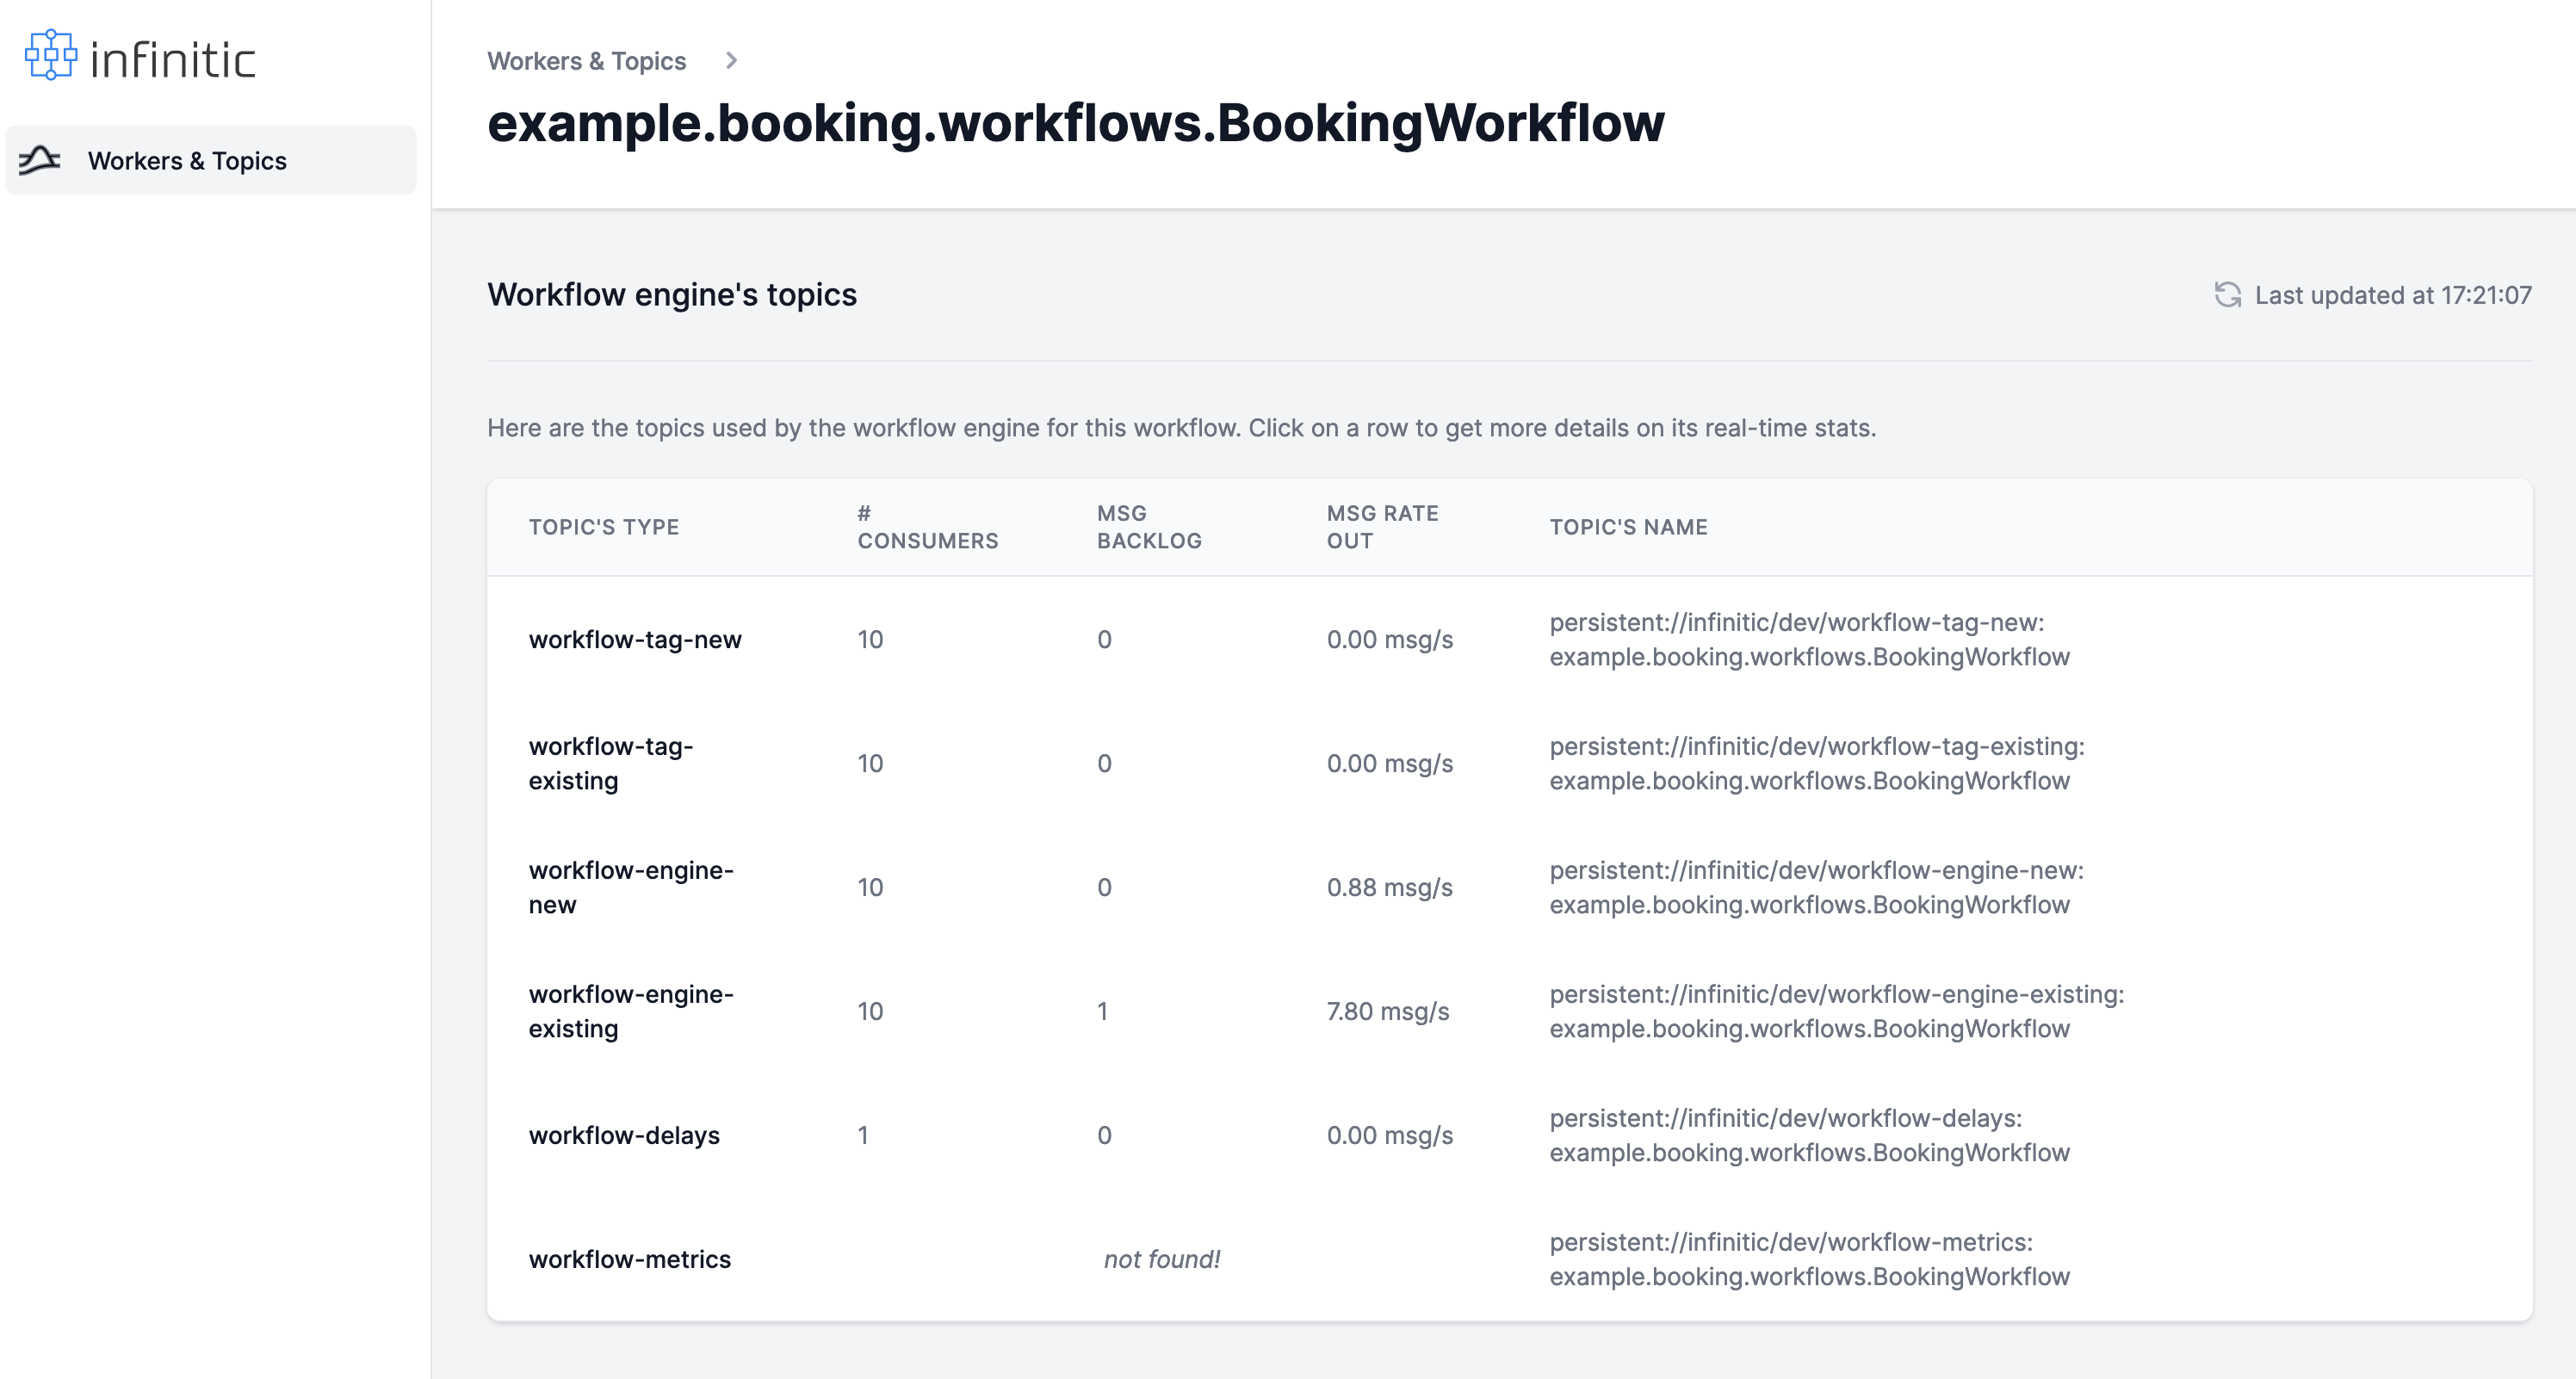 infinitic
Workers & Topics
Workers & Topics
example.booking.workflows.BookingWorkflow
Workflow engine's topics
Last updated at 17:21:07
Here are the topics used by the workflow engine for this workflow. Click on a row to get more details on its real-time stats.
TOPIC'S TYPE
# CONSUMERS
MSG BACKLOG
MSG RATE OUT
TOPIC'S NAME
workflow-tag-new
10
0
0.00 msg/s
persistent://infinitic/dev/workflow-tag-new:
example.booking.workflows.BookingWorkflow
workflow-tag-
existing
10
0
0.00 msg/s
persistent://infinitic/dev/workflow-tag-existing:
example.booking.workflows.BookingWorkflow
workflow-engine-
new
10
0
0.88 msg/s
persistent://infinitic/dev/workflow-engine-new:
example.booking.workflows.BookingWorkflow
workflow-engine-
existing
10
1
7.80 msg/s
persistent://infinitic/dev/workflow-engine-existing:
example.booking.workflows.BookingWorkflow
workflow-delays
1
0
0.00 msg/s
persistent://infinitic/dev/workflow-delays:
example.booking.workflows.BookingWorkflow
workflow-metrics
not found!
persistent://infinitic/dev/workflow-metrics:
example.booking.workflows.BookingWorkflow